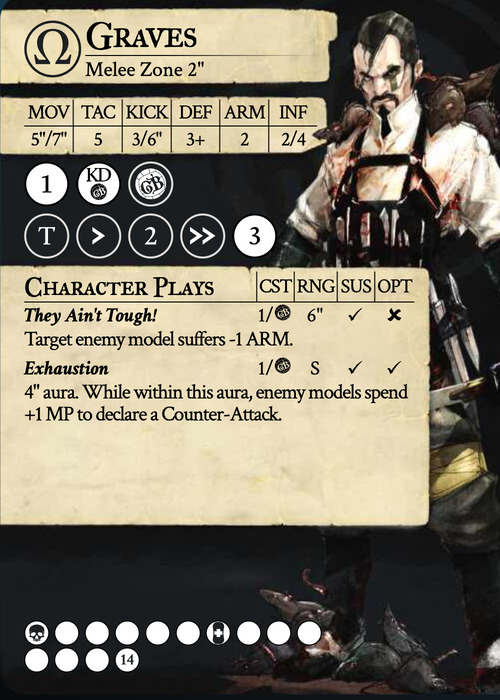 Ω GRAVES
Melee Zone 2"
MOV TAC KICK DEF ARM INF
5"/7" 5 3/6" 3+ 2 2/4
1 KD GB GB
T > 2 >> 3
CHARACTER PLAYS CST RNG SUS OPT
They Ain't Tough! 1/GB 6" ✓ ✗
Target enemy model suffers -1 ARM.
Exhaustion 1/GB S ✓ ✓
4" aura. While within this aura, enemy models spend
+1 MP to declare a Counter-Attack.
14